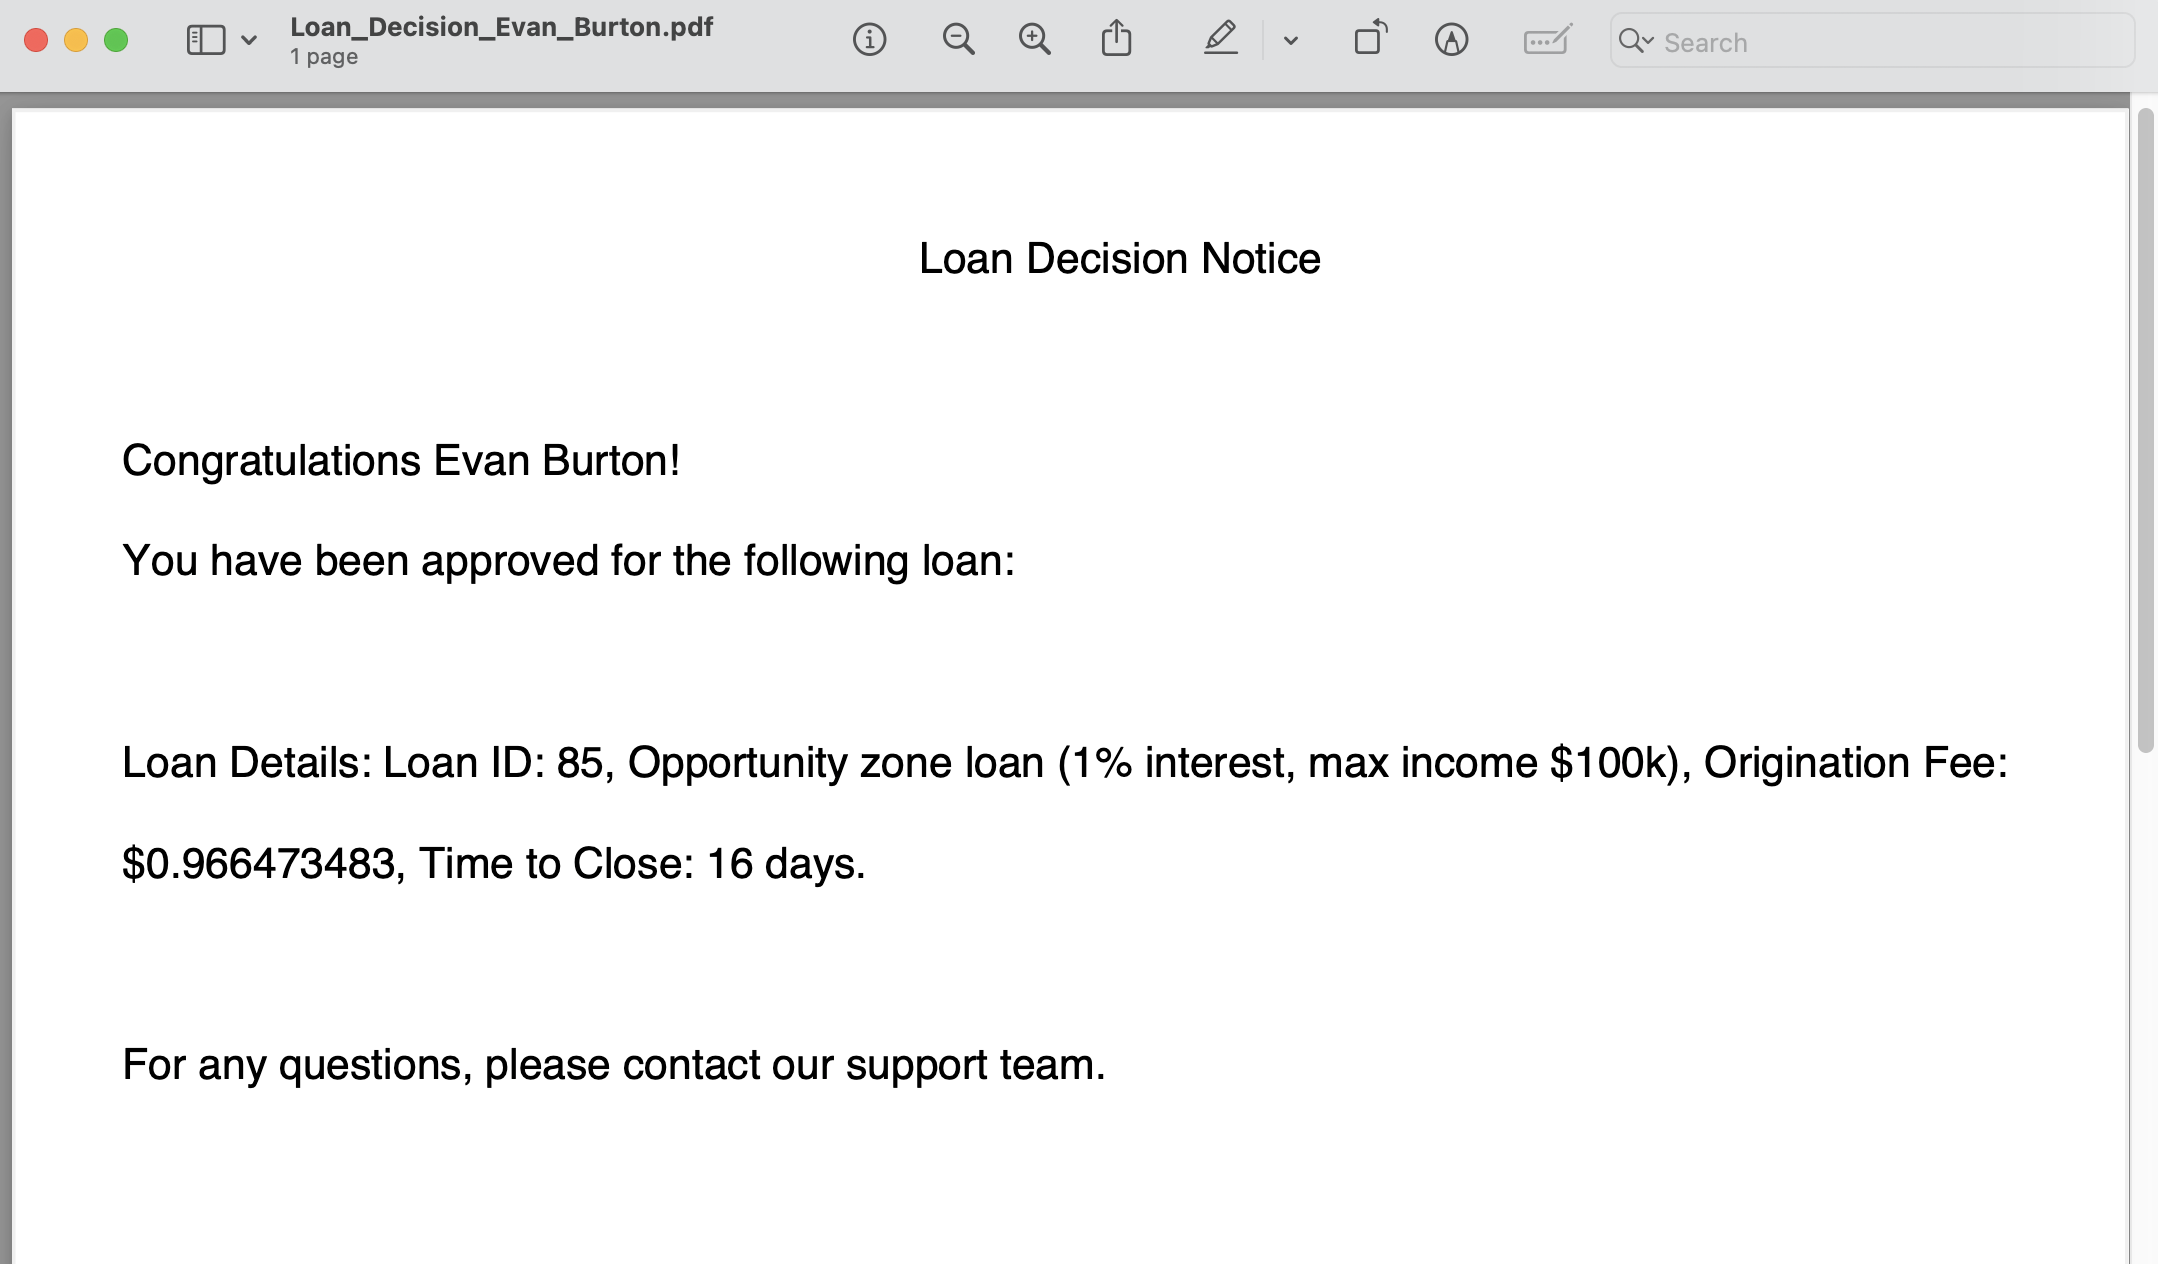 Loan_Decision_Evan_Burton.pdf
1 page
Search
Loan Decision Notice
Congratulations Evan Burton!
You have been approved for the following loan:
Loan Details: Loan ID: 85, Opportunity zone loan (1% interest, max income $100k), Origination Fee:
$0.966473483, Time to Close: 16 days.
For any questions, please contact our support team.